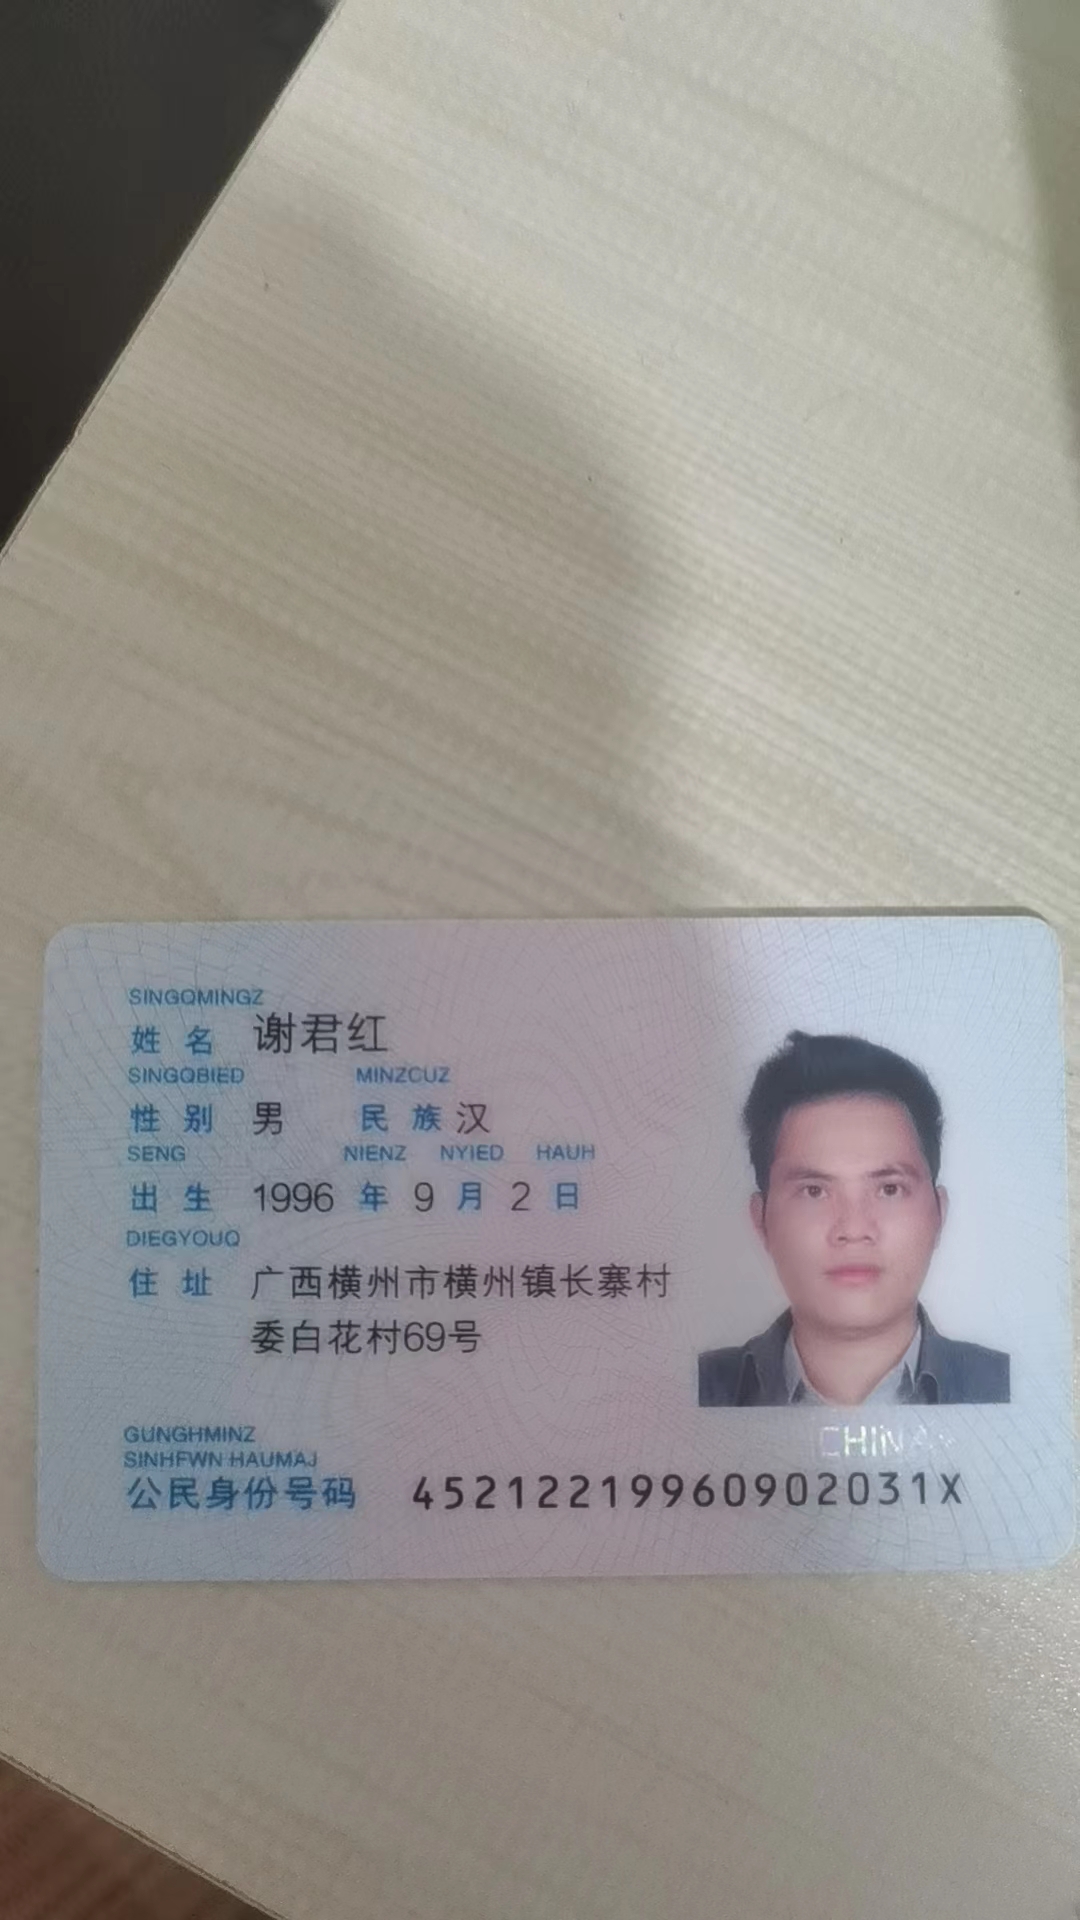 SINGQMINGZ
姓 名 谢君红
SINGQBIED MINZCUZ
性 别 男 民 族 汉
SENG NIENZ NYIED HAUH
出 生 1996 年 9 月 2 日
DIEGYOUQ
住 址 广西横州市横州镇长寨村
委白花村69号
CHINA
GUNGHMINZ
SINHFWN HAUMAJ
公民身份号码 45212219960902031X